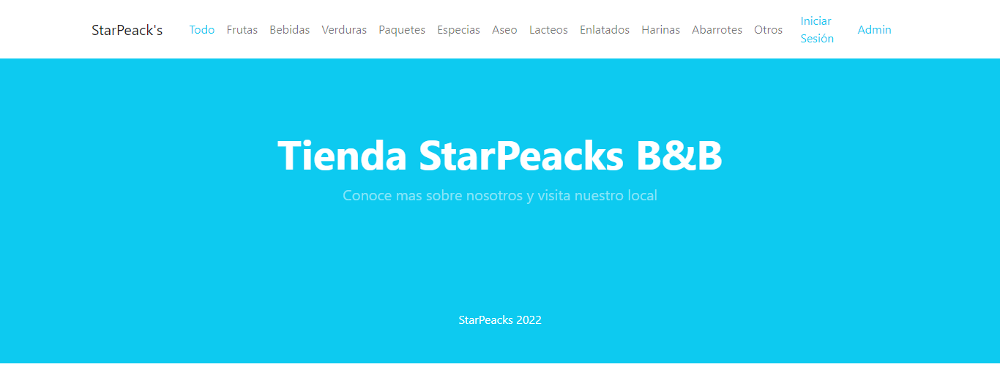 StarPeack's Todo Frutas Bebidas Verduras Paquetes Especias Aseo Lacteos Enlatados Harinas Abarrotes Otros Iniciar Admin
Sesión
Tienda StarPeacks B&B
Conoce mas sobre nosotros y visita nuestro local
StarPeacks 2022